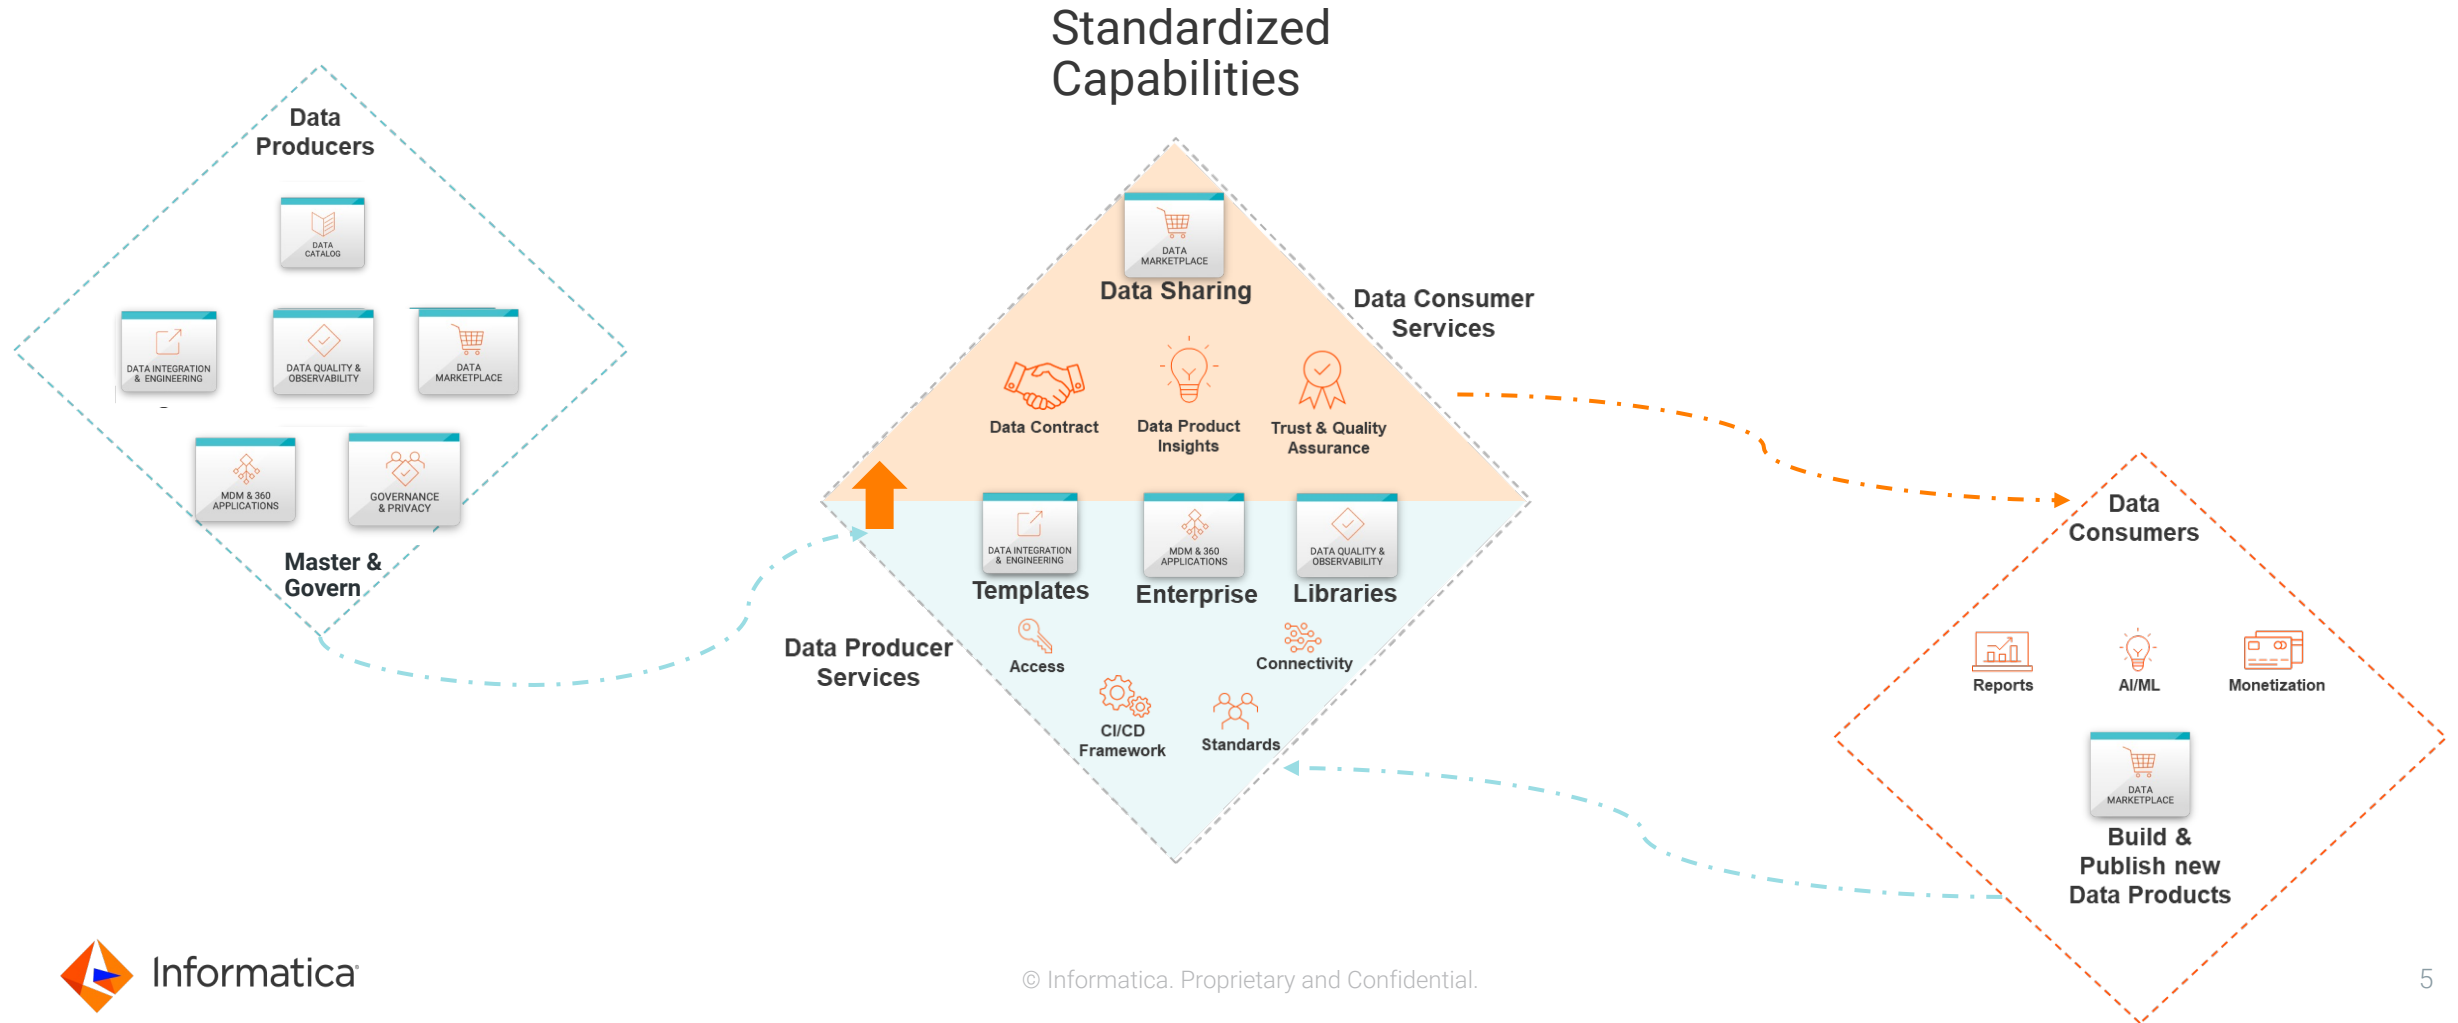 Standardized
Capabilities
Data
Producers
DATA
CATALOG
DATA INTEGRATION
& ENGINEERING
DATA QUALITY &
OBSERVABILITY
DATA
MARKETPLACE
MDM & 360
APPLICATIONS
GOVERNANCE
& PRIVACY
Master &
Govern
DATA
MARKETPLACE
Data Sharing
Data Consumer
Services
Data Contract
Data Product
Insights
Trust & Quality
Assurance
DATA INTEGRATION
& ENGINEERING
Templates
MDM & 360
APPLICATIONS
Enterprise
DATA QUALITY &
OBSERVABILITY
Libraries
Data Producer
Services
Access
Connectivity
CI/CD
Framework
Standards
Data
Consumers
Reports
AI/ML
Monetization
DATA
MARKETPLACE
Build &
Publish new
Data Products
Informatica
© Informatica. Proprietary and Confidential.
5